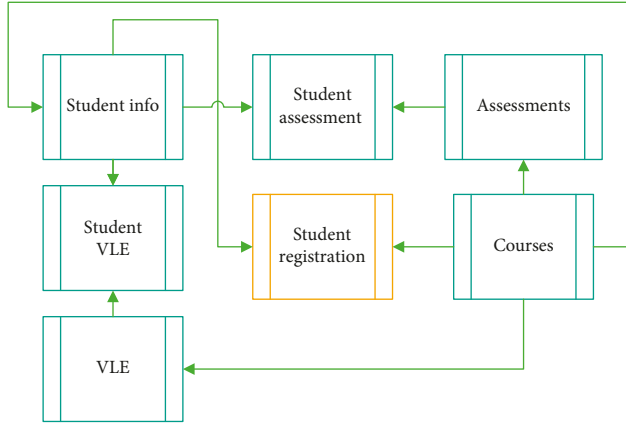 Student info
Student
assessment
Assessments
Student
VLE
Student
registration
Courses
VLE